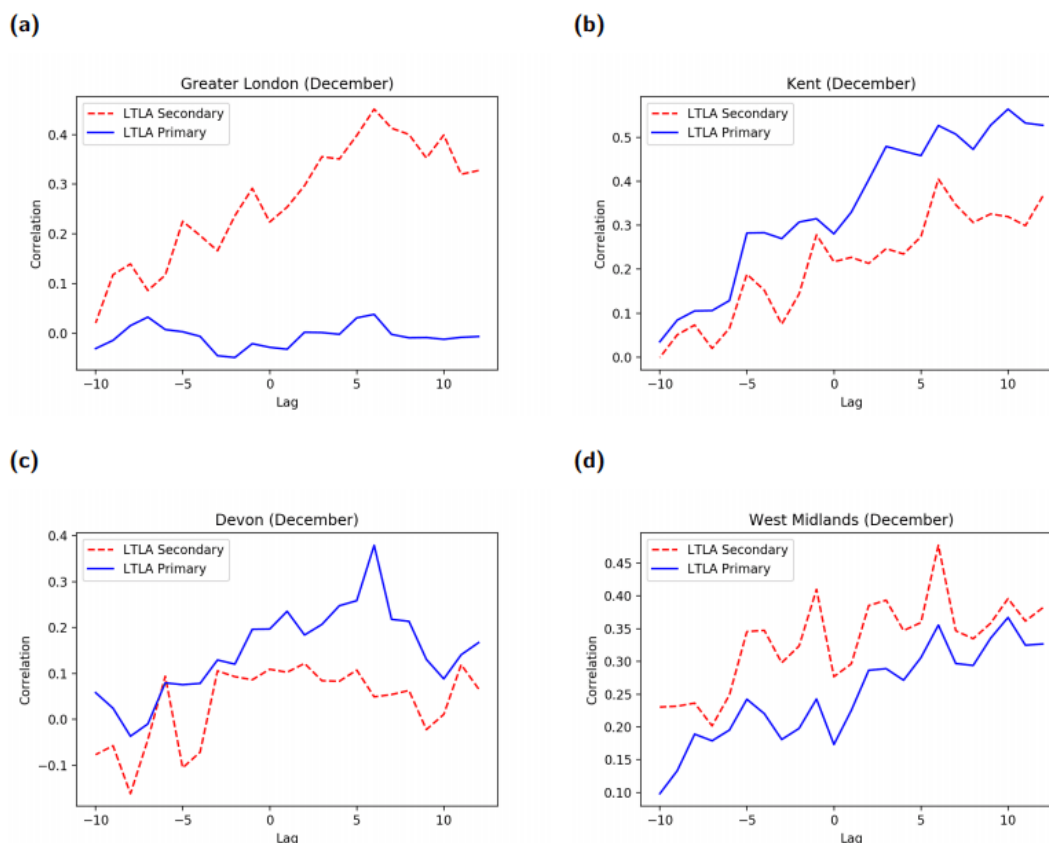 (a)
Greater London (December)
LTLA Secondary
LTLA Primary
0.4
0.3
0.2
0.1
0.0
Correlation
−10
−5
0
5
10
Lag
(b)
Kent (December)
LTLA Secondary
LTLA Primary
0.5
0.4
0.3
0.2
0.1
0.0
Correlation
−10
−5
0
5
10
Lag
(c)
Devon (December)
LTLA Secondary
LTLA Primary
0.4
0.3
0.2
0.1
0.0
−0.1
Correlation
−10
−5
0
5
10
Lag
(d)
West Midlands (December)
LTLA Secondary
LTLA Primary
0.45
0.40
0.35
0.30
0.25
0.20
0.15
0.10
Correlation
−10
−5
0
5
10
Lag